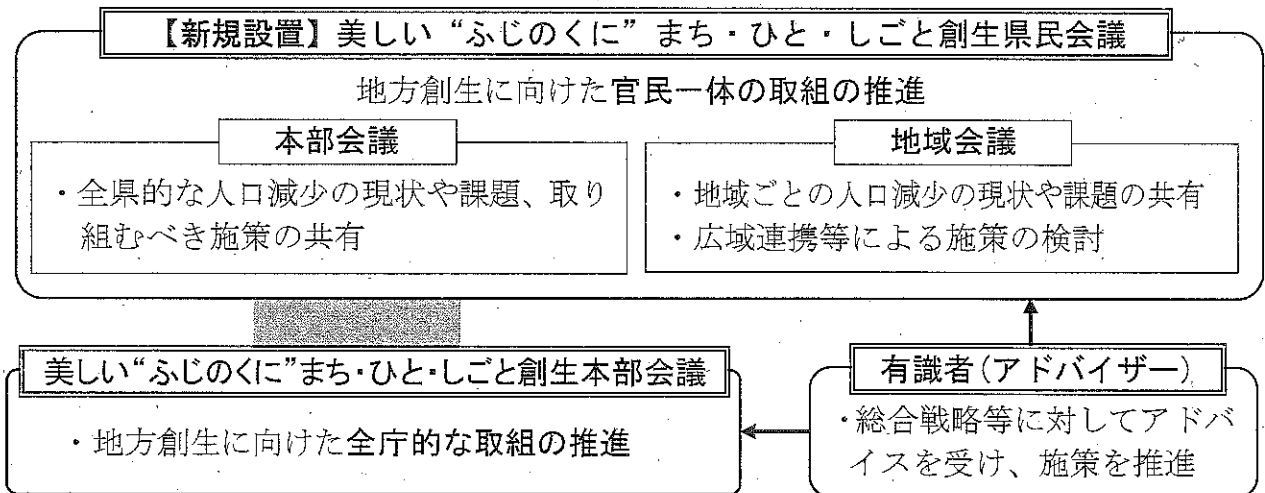 【新規設置】美しい“ふじのくに”まち・ひと・しごと創生県民会議
地方創生に向けた官民一体の取組の推進
本部会議
・全県的な人口減少の現状や課題、取り
組むべき施策の共有
地域会議
・地域ごとの人口減少の現状や課題の共有
・広域連携等による施策の検討
美しい“ふじのくに”まち・ひと・しごと創生本部会議
・地方創生に向けた全庁的な取組の推進
有識者(アドバイザー)
・総合戦略等に対してアドバ
イスを受け、施策を推進